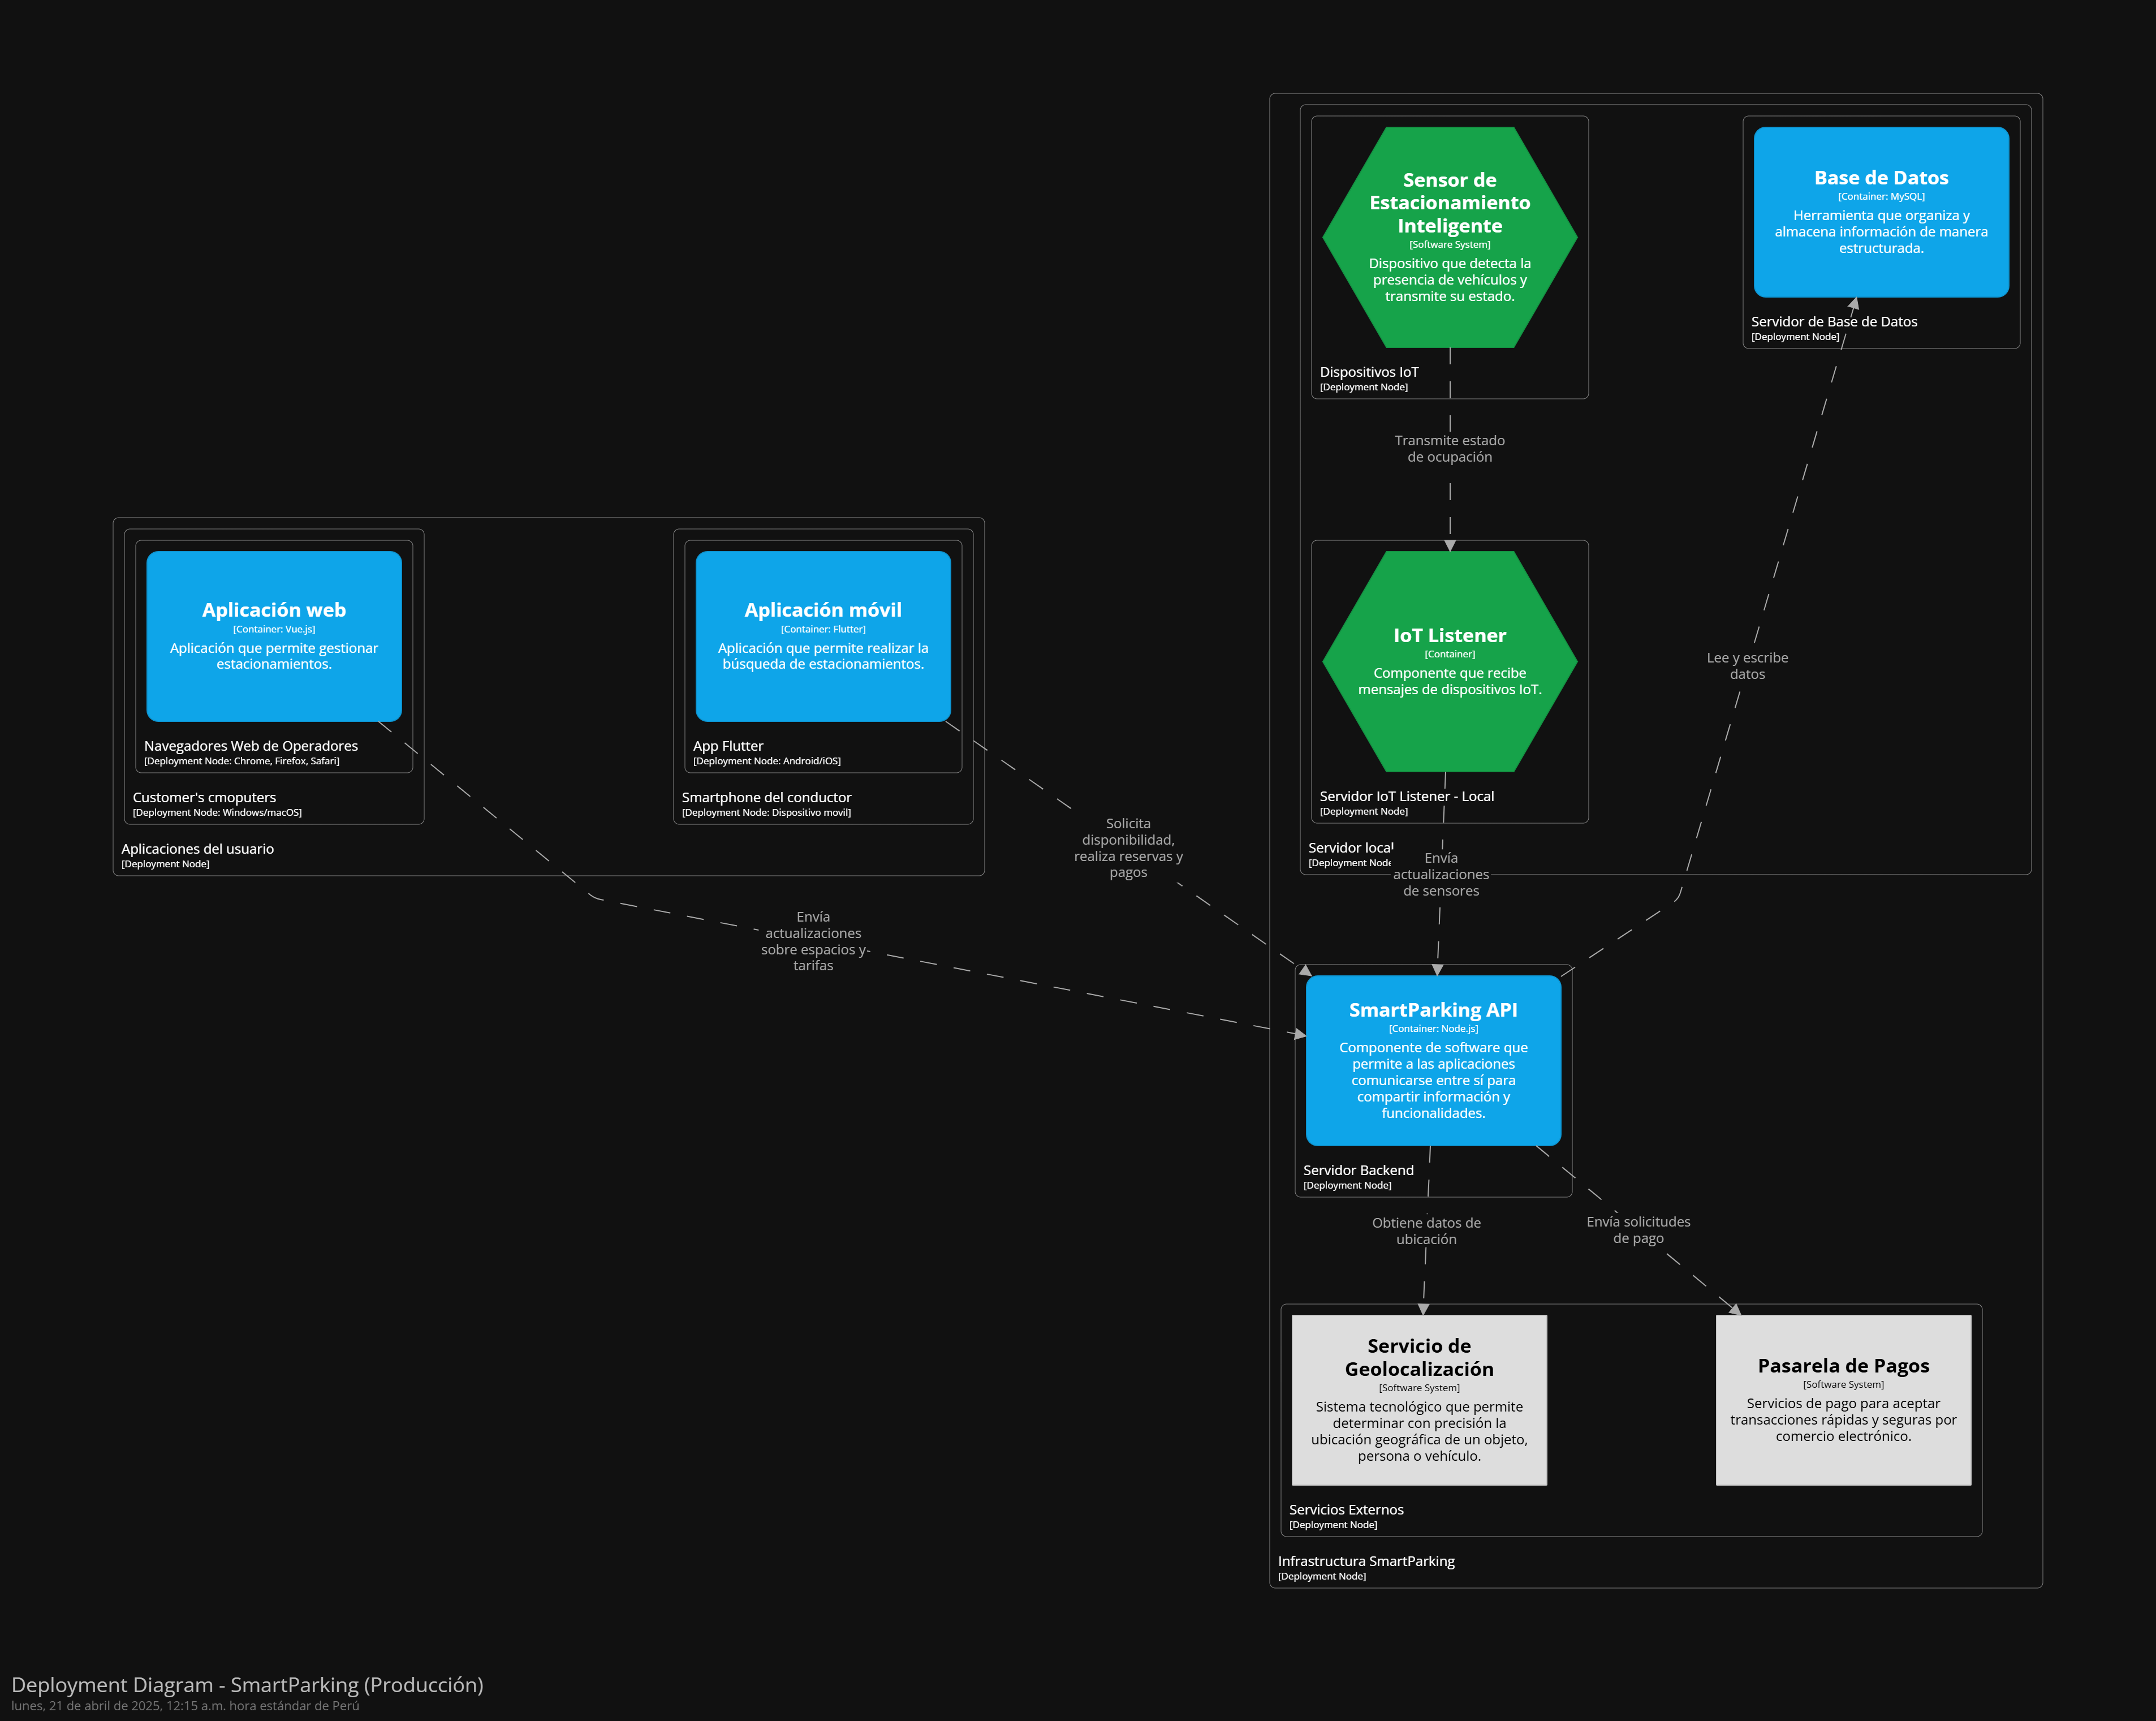 Sensor de
Estacionamiento
Inteligente
[Software System]
Dispositivo que detecta la
presencia de vehículos y
transmite su estado.
Dispositivos IoT
[Deployment Node]
Base de Datos
[Container: MySQL]
Herramienta que organiza y
almacena información de manera
estructurada.
Servidor de Base de Datos
[Deployment Node]
Transmite estado
de ocupación
Aplicación web
[Container: Vue.js]
Aplicación que permite gestionar
estacionamientos.
Navegadores Web de Operadores
[Deployment Node: Chrome, Firefox, Safari]
Customer's cmoputers
[Deployment Node: Windows/macOS]
Aplicaciones del usuario
[Deployment Node]
Aplicación móvil
[Container: Flutter]
Aplicación que permite realizar la
búsqueda de estacionamientos.
App Flutter
[Deployment Node: Android/iOS]
Smartphone del conductor
[Deployment Node: Dispositivo movil]
IoT Listener
[Container]
Componente que recibe
mensajes de dispositivos IoT.
Servidor IoT Listener - Local
[Deployment Node]
Servidor local
[Deployment Node
Lee y escribe
datos
Solicita
disponibilidad,
realiza reservas y
pagos
Envía
actualizaciones
de sensores
Envía
actualizaciones
sobre espacios y
tarifas
SmartParking API
[Container: Node.js]
Componente de software que
permite a las aplicaciones
comunicarse entre sí para
compartir información y
funcionalidades.
Servidor Backend
[Deployment Node]
Obtiene datos de
ubicación
Envía solicitudes
de pago
Servicio de
Geolocalización
[Software System]
Sistema tecnológico que permite
determinar con precisión la
ubicación geográfica de un objeto,
persona o vehículo.
Pasarela de Pagos
[Software System]
Servicios de pago para aceptar
transacciones rápidas y seguras por
comercio electrónico.
Servicios Externos
[Deployment Node]
Infrastructura SmartParking
[Deployment Node]
Deployment Diagram - SmartParking (Producción)
lunes, 21 de abril de 2025, 12:15 a.m. hora estándar de Perú